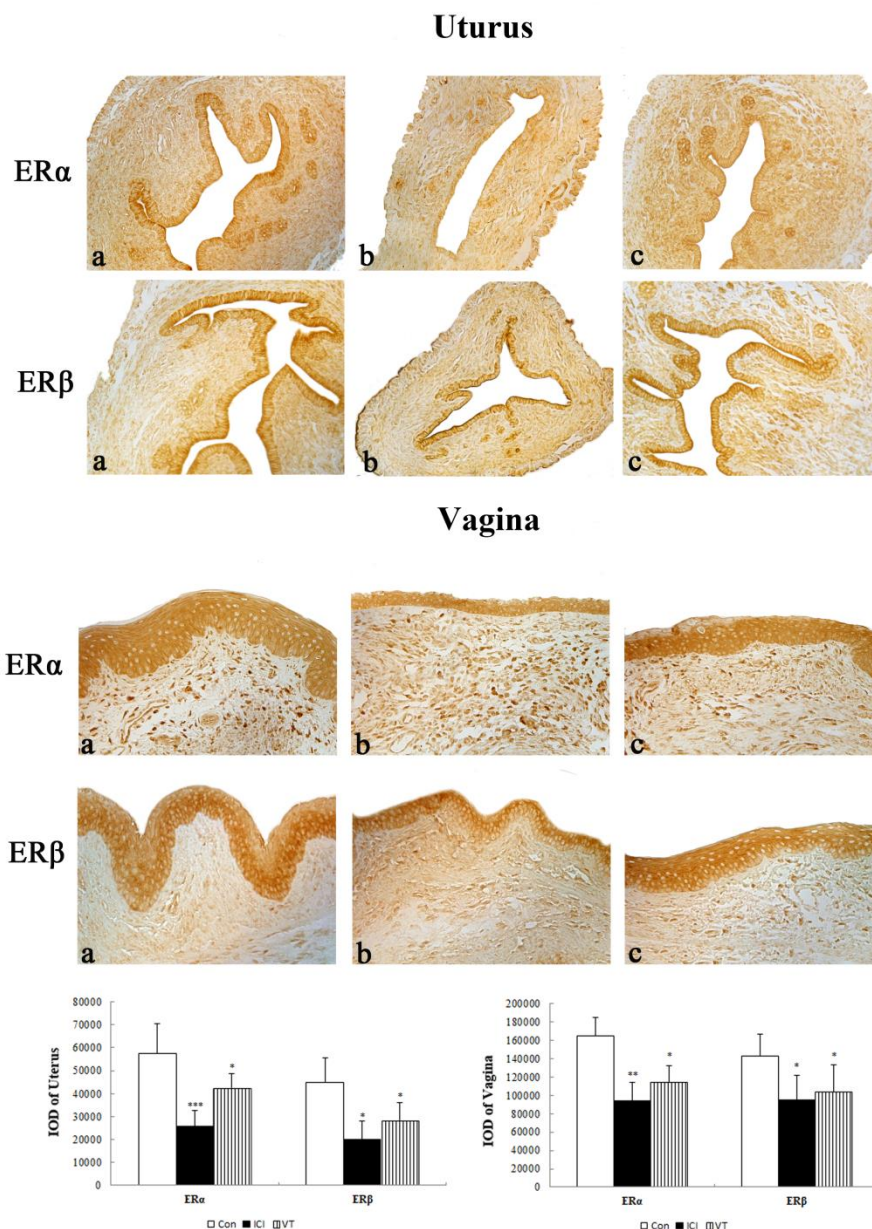 Uturus
ERα
a b c
ERβ
a b c
Vagina
ERα
a b c
ERβ
a b c
80000
70000
60000
50000
40000
30000
20000
10000
0
IOD of Uterus
***
*
*
*
ERα ERβ
Con ICI VT
200000
180000
160000
140000
120000
100000
80000
60000
40000
20000
0
IOD of Vagina
**
*
*
*
ERα ERβ
Con ICI VT